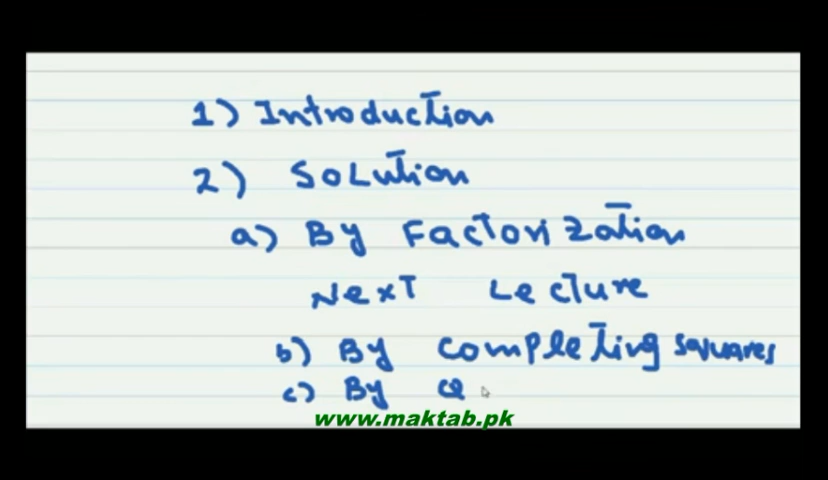 1) Introduction
2) Solution
a) By Factorization
Next Lecture
b) By Completing squares
c) By Q
www.maktab.pk